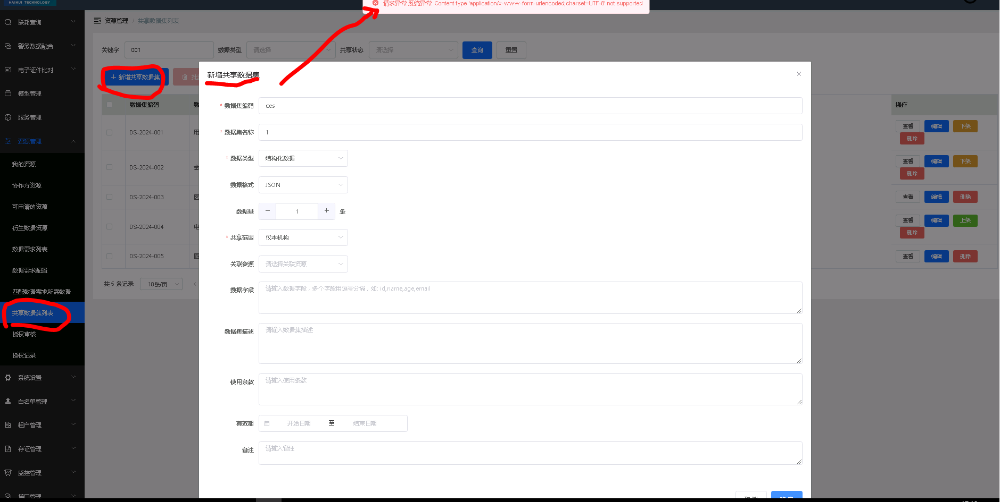 HAIHUI TECHNOLOGY
请求异常:系统异常: Content type 'application/x-www-form-urlencoded;charset=UTF-8' not supported
联邦查询
警务数据融合
电子证件比对
模型管理
服务管理
资源管理
我的资源
协作方资源
可申请的资源
衍生数据资源
数据需求列表
数据需求配置
匹配数据需求所需数据
共享数据集列表
授权审核
授权记录
系统设置
白名单管理
租户管理
存证管理
监控管理
接口管理
资源管理 / 共享数据集列表
关键字 001 数据类型 请选择 共享状态 请选择 查询 重置
+ 新增共享数据集
数据集编码
操作
DS-2024-001
查看 编辑 下架
删除
DS-2024-002
查看 编辑 下架
删除
DS-2024-003
查看 编辑 删除
DS-2024-004
查看 编辑 上架
删除
DS-2024-005
查看 编辑 删除
共 5 条记录 10条/页
新增共享数据集
* 数据集编码 ces
* 数据集名称 1
* 数据类型 结构化数据
数据格式 JSON
数据量 − 1 + 条
* 共享范围 仅本机构
关联资源 请选择关联资源
数据字段 请输入数据字段，多个字段用逗号分隔，如: id,name,age,email
数据集描述 请输入数据集描述
使用条款 请输入使用条款
有效期 开始日期 至 结束日期
备注 请输入备注